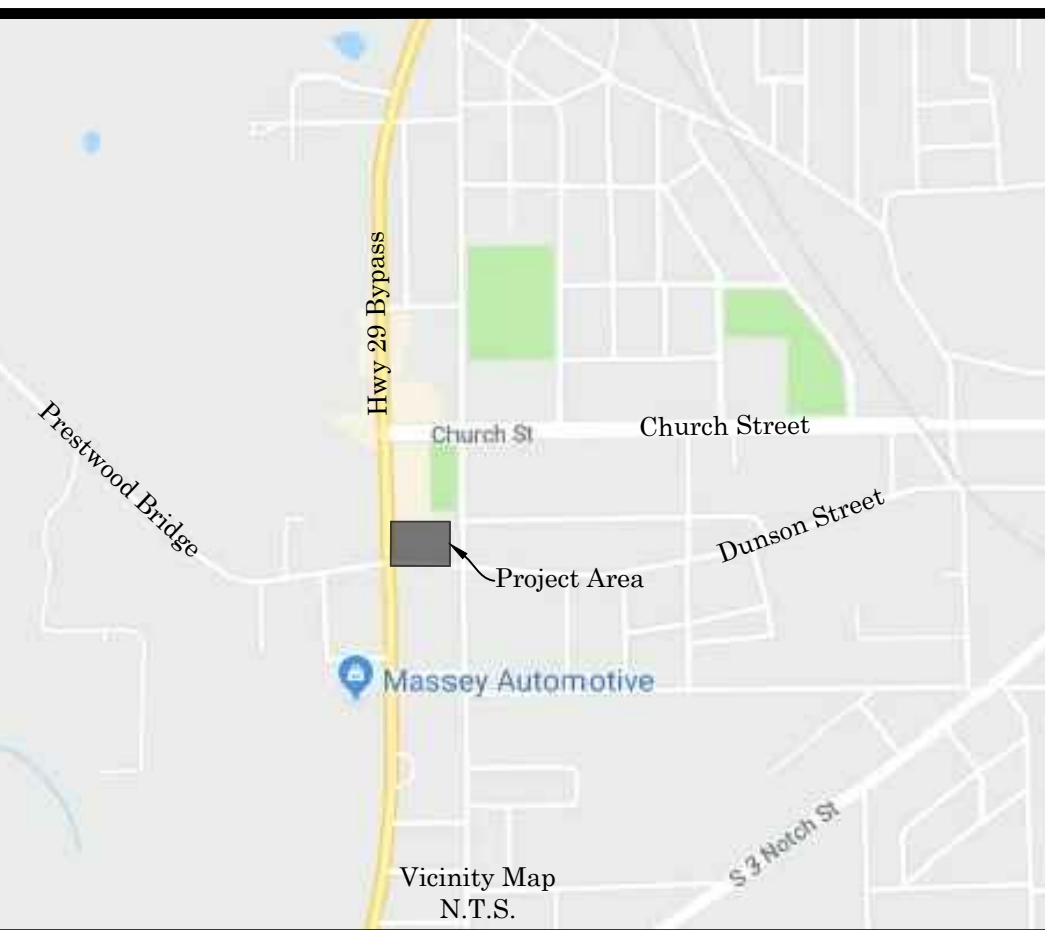 Hwy 29 Bypass
Prestwood Bridge
Church St
Church Street
Dunson Street
Project Area
Massey Automotive
S 3 Notch St
Vicinity Map
N.T.S.